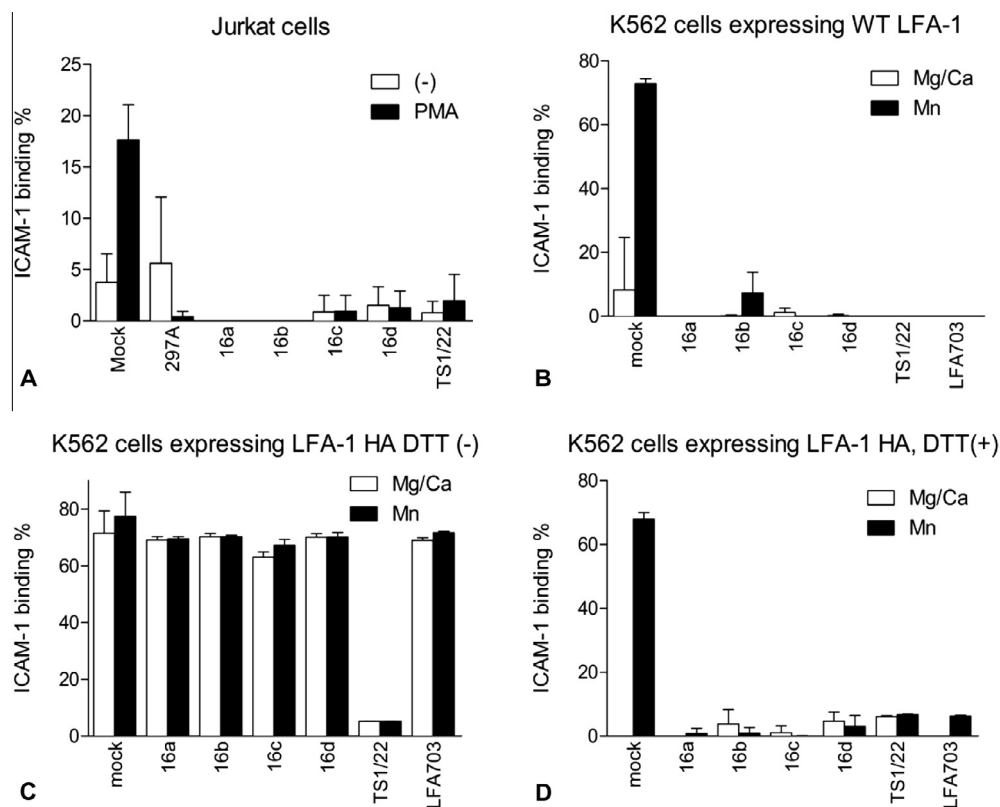 Jurkat cells
ICAM-1 binding %
25
20
15
10
5
0
(-)
PMA
Mock
297A
16a
16b
16c
16d
TS1/22
A
K562 cells expressing WT LFA-1
ICAM-1 binding %
80
60
40
20
0
Mg/Ca
Mn
mock
16a
16b
16c
16d
TS1/22
LFA703
B
K562 cells expressing LFA-1 HA DTT (-)
ICAM-1 binding %
80
60
40
20
0
Mg/Ca
Mn
mock
16a
16b
16c
16d
TS1/22
LFA703
C
K562 cells expressing LFA-1 HA, DTT(+)
ICAM-1 binding %
80
60
40
20
0
Mg/Ca
Mn
mock
16a
16b
16c
16d
TS1/22
LFA703
D